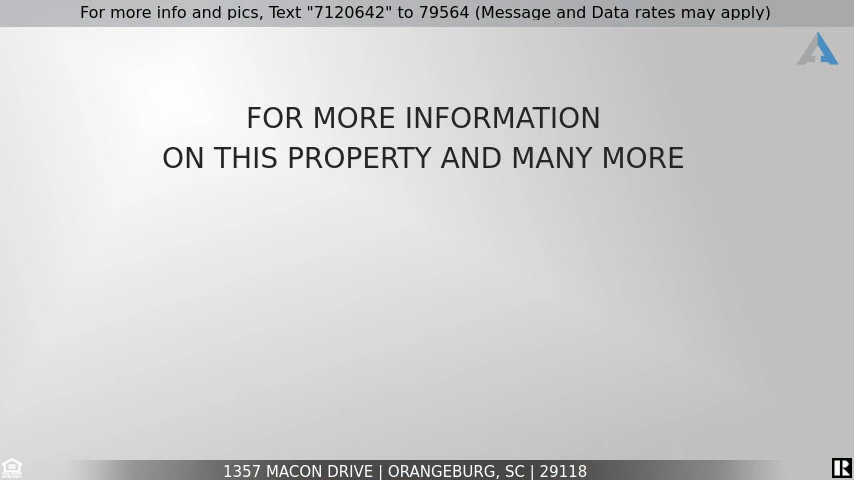 For more info and pics, Text "7120642" to 79564 (Message and Data rates may apply)
FOR MORE INFORMATION
ON THIS PROPERTY AND MANY MORE
1357 MACON DRIVE | ORANGEBURG, SC | 29118